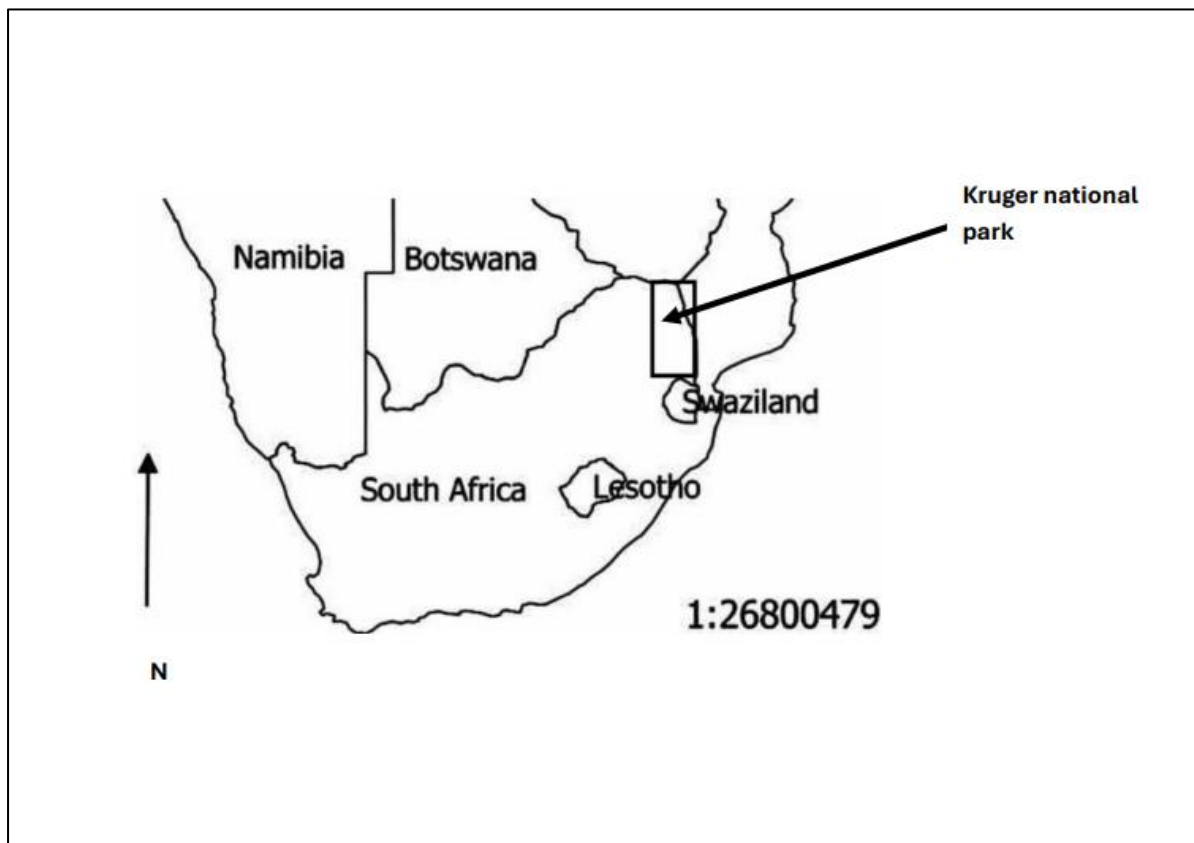 Kruger national
park
Namibia
Botswana
Swaziland
South Africa
Lesotho
1:26800479
N